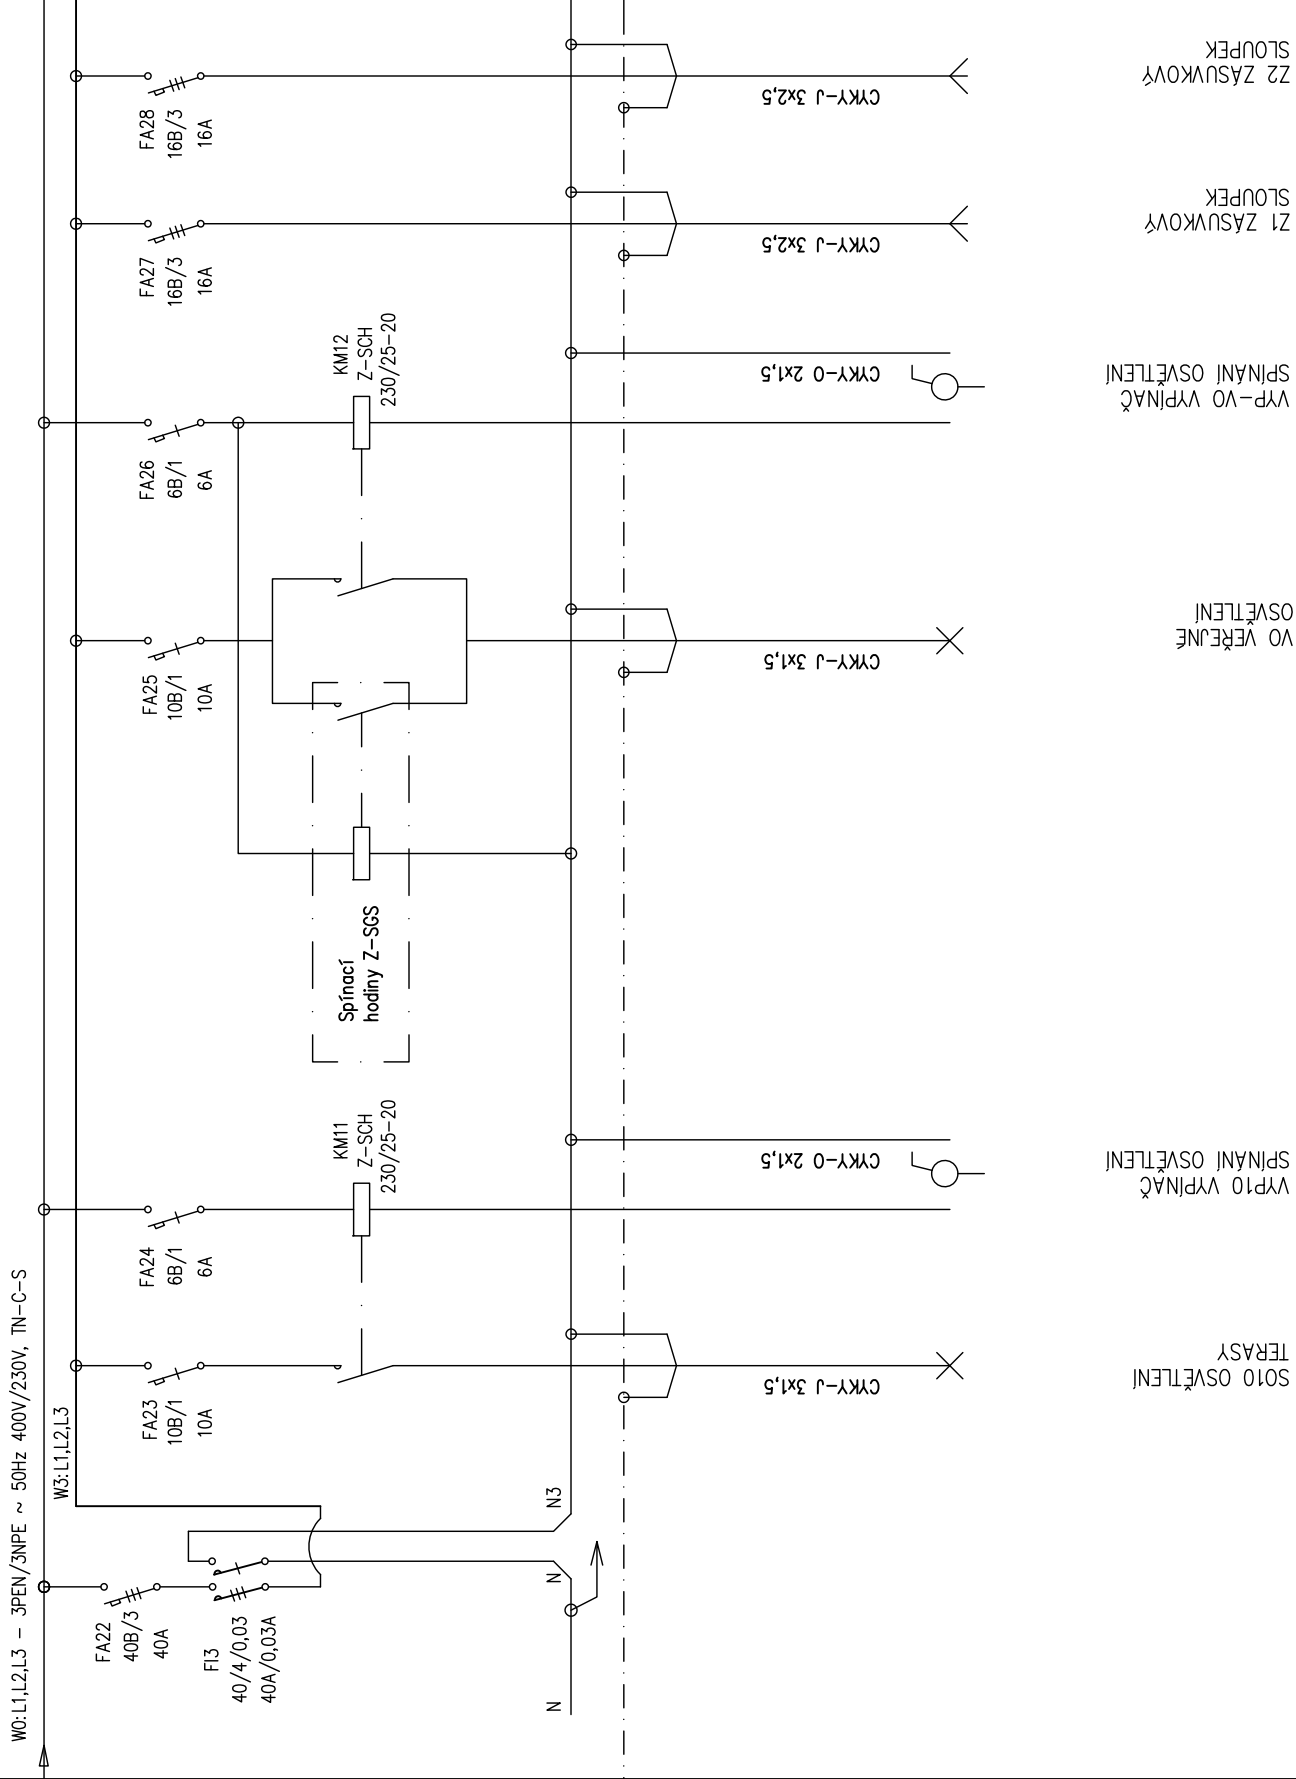 W0: L1,L2,L3 – 3PEN/3NPE ~ 50Hz 400V/230V, TN–C–S
W3: L1,L2,L3
FA22
40B/3
40A
FI3
40/4/0,03
40A/0,03A
N
N
N3
FA23
10B/1
10A
CYKY–J 3x1,5
SO10 OSVĚTLENÍ
TERASY
FA24
6B/1
6A
KM11
Z–SCH
230/25–20
CYKY–O 2x1,5
VYP10 VYPÍNAČ
SPÍNÁNÍ OSVĚTLENÍ
Spínací
hodiny Z–SGS
FA25
10B/1
10A
CYKY–J 3x1,5
VO VEŘEJNÉ
OSVĚTLENÍ
FA26
6B/1
6A
KM12
Z–SCH
230/25–20
CYKY–O 2x1,5
VYP–VO VYPÍNAČ
SPÍNÁNÍ OSVĚTLENÍ
FA27
16B/3
16A
CYKY–J 3x2,5
Z1 ZÁSUVKOVÝ
SLOUPEK
FA28
16B/3
16A
CYKY–J 3x2,5
Z2 ZÁSUVKOVÝ
SLOUPEK